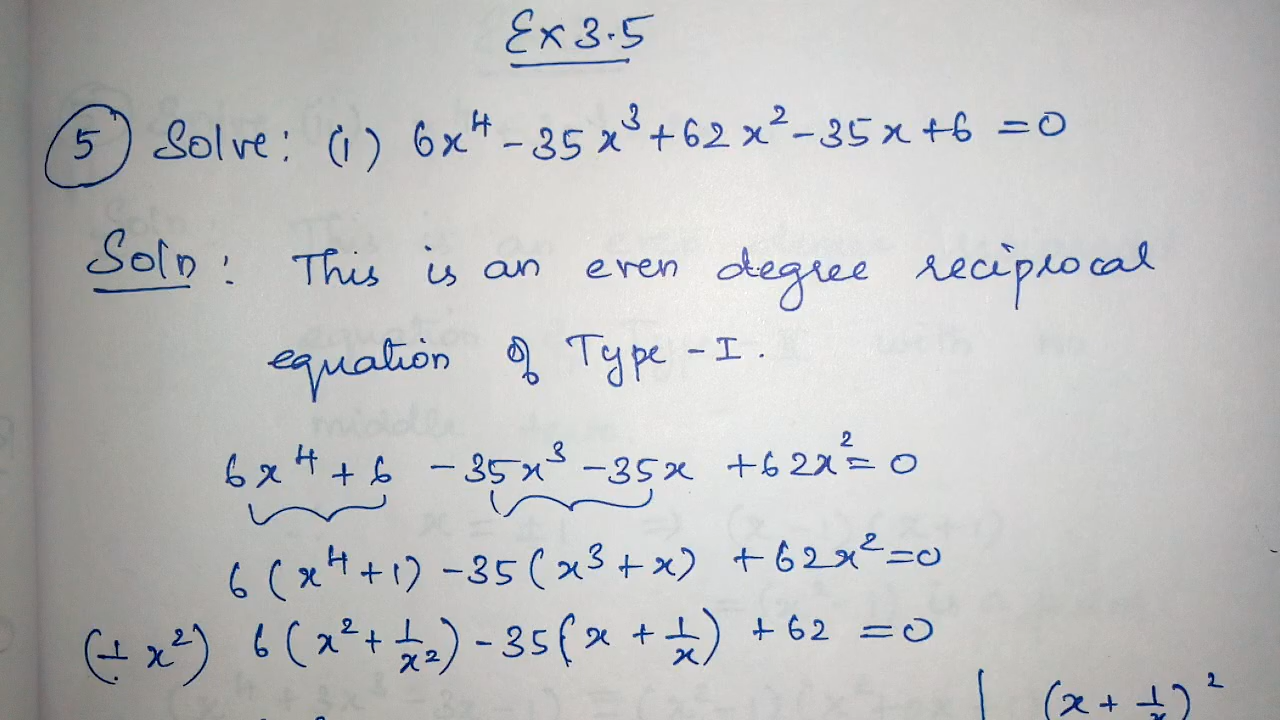 Ex 3.5
5 Solve: (i) 6x⁴ - 35x³ + 62x² - 35x + 6 = 0
Soln: This is an even degree reciprocal
equation of Type - I.
6x⁴ + 6 - 35x³ - 35x + 62x² = 0
6(x⁴ + 1) - 35(x³ + x) + 62x² = 0
(÷ x²) 6(x² + 1/x²) - 35(x + 1/x) + 62 = 0
(x + 1/x)²